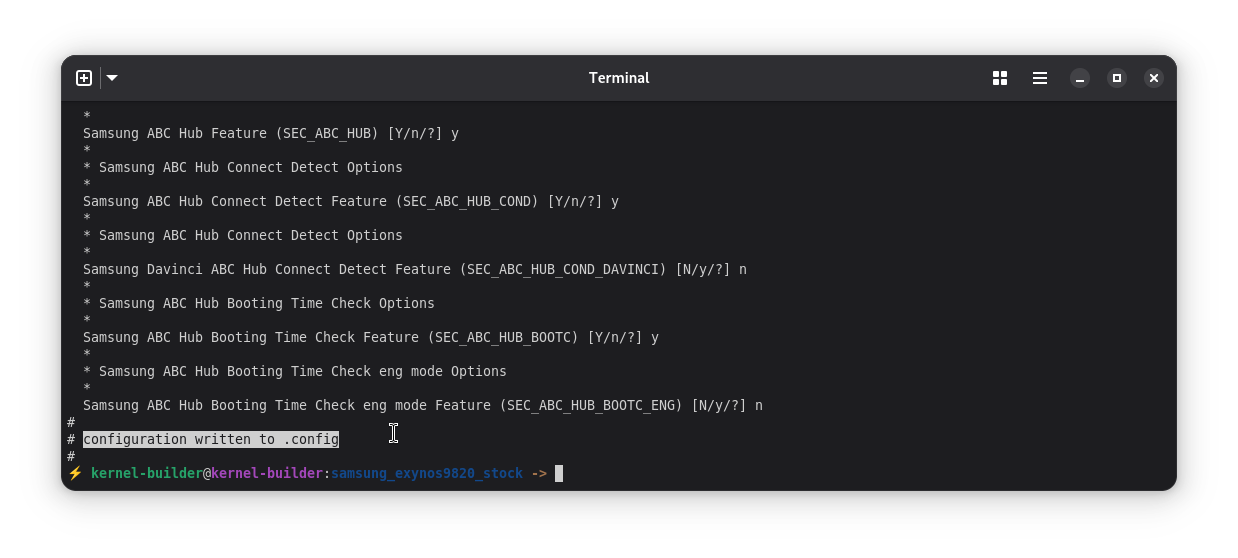 Terminal
*
Samsung ABC Hub Feature (SEC_ABC_HUB) [Y/n/?] y
*
* Samsung ABC Hub Connect Detect Options
*
Samsung ABC Hub Connect Detect Feature (SEC_ABC_HUB_COND) [Y/n/?] y
*
* Samsung ABC Hub Connect Detect Options
*
Samsung Davinci ABC Hub Connect Detect Feature (SEC_ABC_HUB_COND_DAVINCI) [N/y/?] n
*
* Samsung ABC Hub Booting Time Check Options
*
Samsung ABC Hub Booting Time Check Feature (SEC_ABC_HUB_BOOTC) [Y/n/?] y
*
* Samsung ABC Hub Booting Time Check eng mode Options
*
Samsung ABC Hub Booting Time Check eng mode Feature (SEC_ABC_HUB_BOOTC_ENG) [N/y/?] n
#
# configuration written to .config
#
⚡ kernel-builder@kernel-builder:samsung_exynos9820_stock ->